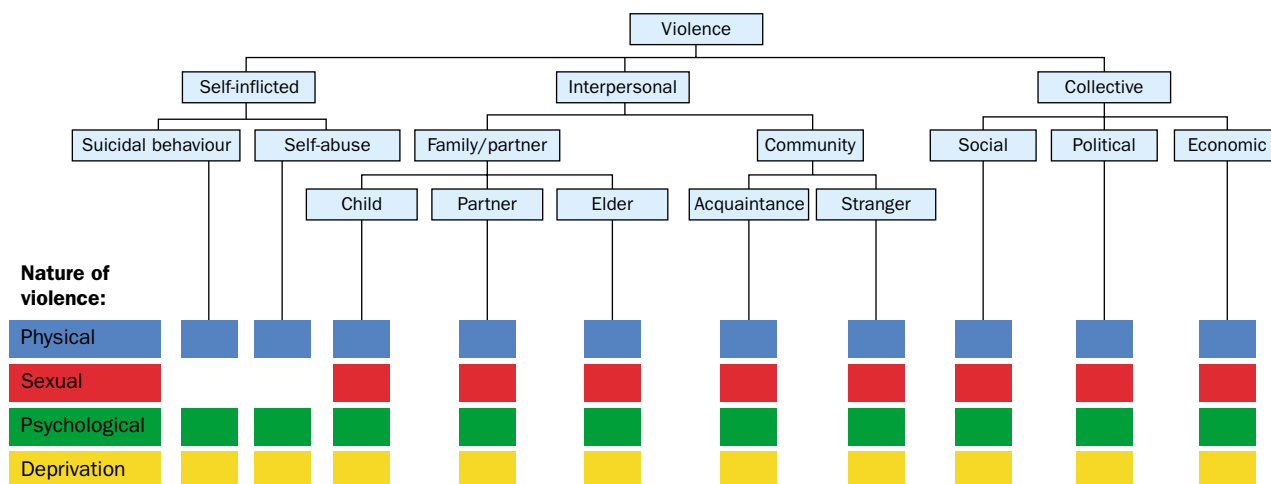 Violence
Self-inflicted
Interpersonal
Collective
Suicidal behaviour
Self-abuse
Family/partner
Community
Social
Political
Economic
Child
Partner
Elder
Acquaintance
Stranger
Nature of
violence:
Physical
Sexual
Psychological
Deprivation